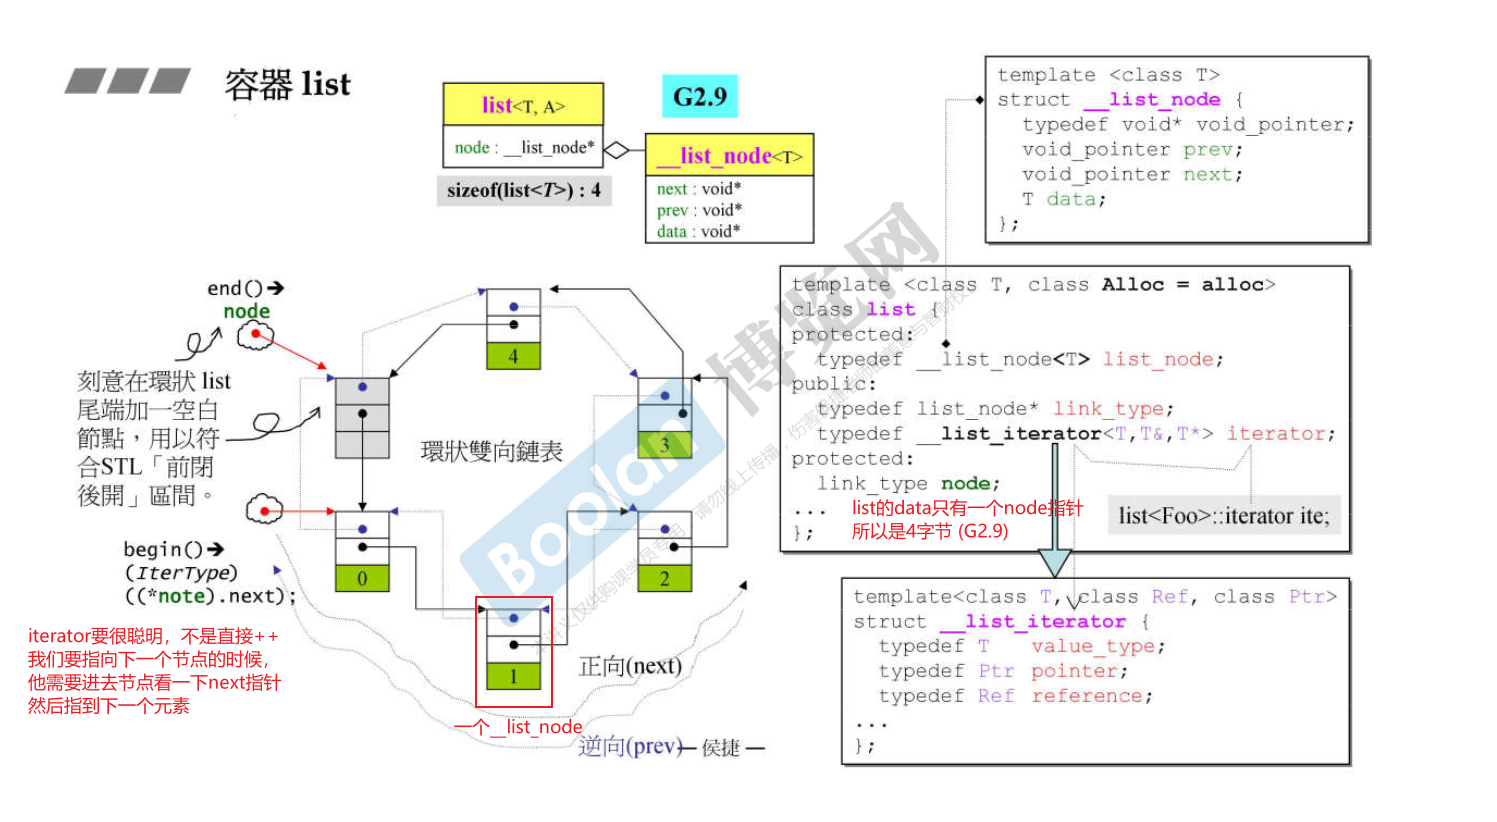 容器 list
list<T, A>
node : __list_node*
sizeof(list<T>) : 4
G2.9
__list_node<T>
next : void*
prev : void*
data : void*
template <class T>
struct __list_node {
typedef void* void_pointer;
void_pointer prev;
void_pointer next;
T data;
};
end()➔
node
刻意在環狀 list
尾端加一空白
節點，用以符
合STL「前閉
後開」區間。
begin()➔
(IterType)
((*note).next);
4
3
0
2
1
環狀雙向鏈表
正向(next)
逆向(prev)
一个__list_node
iterator要很聪明，不是直接++
我们要指向下一个节点的时候，
他需要进去节点看一下next指针
然后指到下一个元素
template <class T, class Alloc = alloc>
class list {
protected:
typedef __list_node<T> list_node;
public:
typedef list_node* link_type;
typedef __list_iterator<T,T&,T*> iterator;
protected:
link_type node;
...
};
list的data只有一个node指针
所以是4字节 (G2.9)
list<Foo>::iterator ite;
template<class T, class Ref, class Ptr>
struct __list_iterator {
typedef T value_type;
typedef Ptr pointer;
typedef Ref reference;
...
};
— 侯捷 —
Boolan
博览网